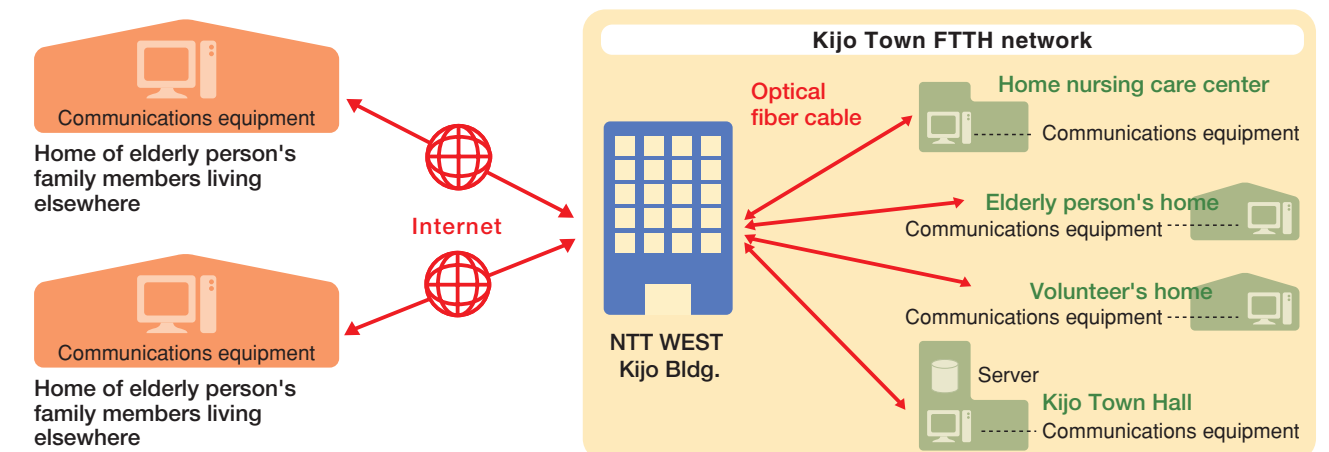 Kijo Town FTTH network
Communications equipment
Home of elderly person's
family members living
elsewhere
Internet
Communications equipment
Home of elderly person's
family members living
elsewhere
NTT WEST
Kijo Bldg.
Optical
fiber cable
Home nursing care center
Communications equipment
Elderly person's home
Communications equipment
Volunteer's home
Communications equipment
Server
Kijo Town Hall
Communications equipment